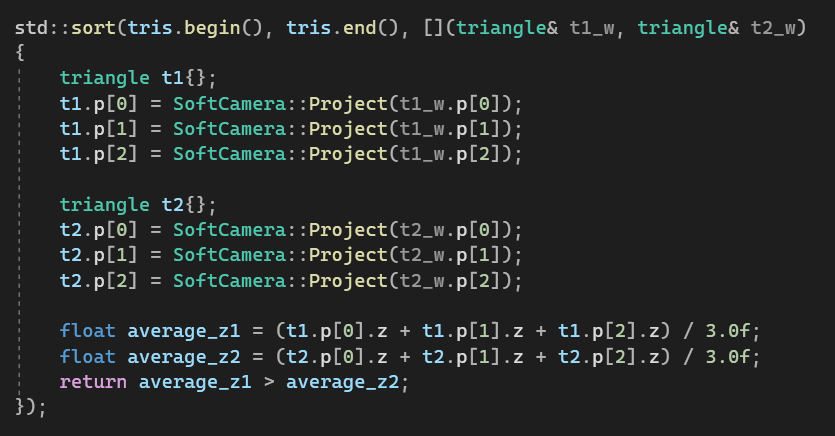 std::sort(tris.begin(), tris.end(), [](triangle& t1_w, triangle& t2_w)
{
    triangle t1{};
    t1.p[0] = SoftCamera::Project(t1_w.p[0]);
    t1.p[1] = SoftCamera::Project(t1_w.p[1]);
    t1.p[2] = SoftCamera::Project(t1_w.p[2]);

    triangle t2{};
    t2.p[0] = SoftCamera::Project(t2_w.p[0]);
    t2.p[1] = SoftCamera::Project(t2_w.p[1]);
    t2.p[2] = SoftCamera::Project(t2_w.p[2]);

    float average_z1 = (t1.p[0].z + t1.p[1].z + t1.p[2].z) / 3.0f;
    float average_z2 = (t2.p[0].z + t2.p[1].z + t2.p[2].z) / 3.0f;
    return average_z1 > average_z2;
});